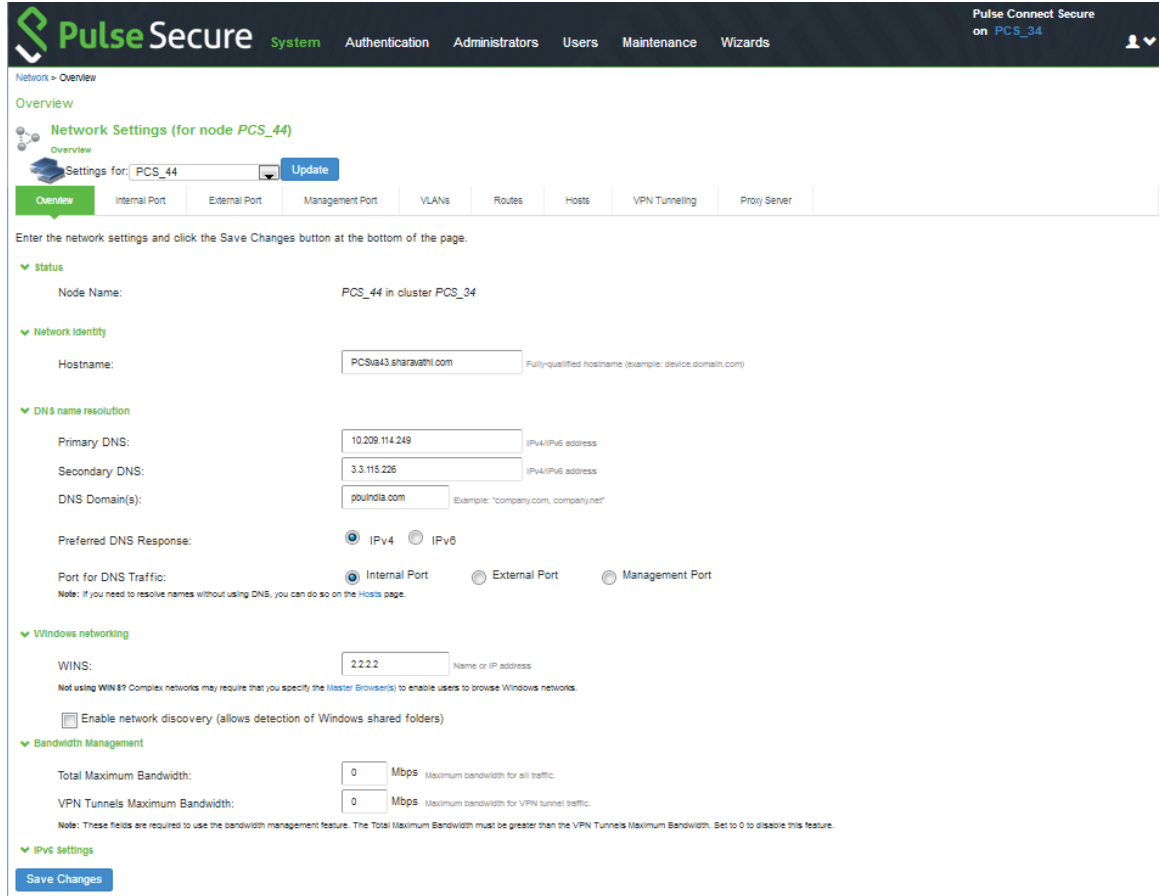 Pulse Secure System Authentication Administrators Users Maintenance Wizards
Pulse Connect Secure
on PCS_34
Network > Overview
Overview
Network Settings (for node PCS_44)
Overview
Settings for: PCS_44 Update
Overview Internal Port External Port Management Port VLANs Routes Hosts VPN Tunneling Proxy Server
Enter the network settings and click the Save Changes button at the bottom of the page.
Status
Node Name: PCS_44 in cluster PCS_34
Network Identity
Hostname: PCSva43.sharavathi.com Fully-qualified hostname (example: device.domain.com)
DNS name resolution
Primary DNS: 10.209.114.249 IPv4/IPv6 address
Secondary DNS: 3.3.115.226 IPv4/IPv6 address
DNS Domain(s): pbuindia.com Example: "company.com, company.net"
Preferred DNS Response: IPv4 IPv6
Port for DNS Traffic: Internal Port External Port Management Port
Note: If you need to resolve names without using DNS, you can do so on the Hosts page.
Windows networking
WINS: 2.2.2.2 Name or IP address
Not using WINS? Complex networks may require that you specify the Master Browser(s) to enable users to browse Windows networks.
Enable network discovery (allows detection of Windows shared folders)
Bandwidth Management
Total Maximum Bandwidth: 0 Mbps Maximum bandwidth for all traffic.
VPN Tunnels Maximum Bandwidth: 0 Mbps Maximum bandwidth for VPN tunnel traffic.
Note: These fields are required to use the bandwidth management feature. The Total Maximum Bandwidth must be greater than the VPN Tunnels Maximum Bandwidth. Set to 0 to disable this feature.
IPv6 Settings
Save Changes